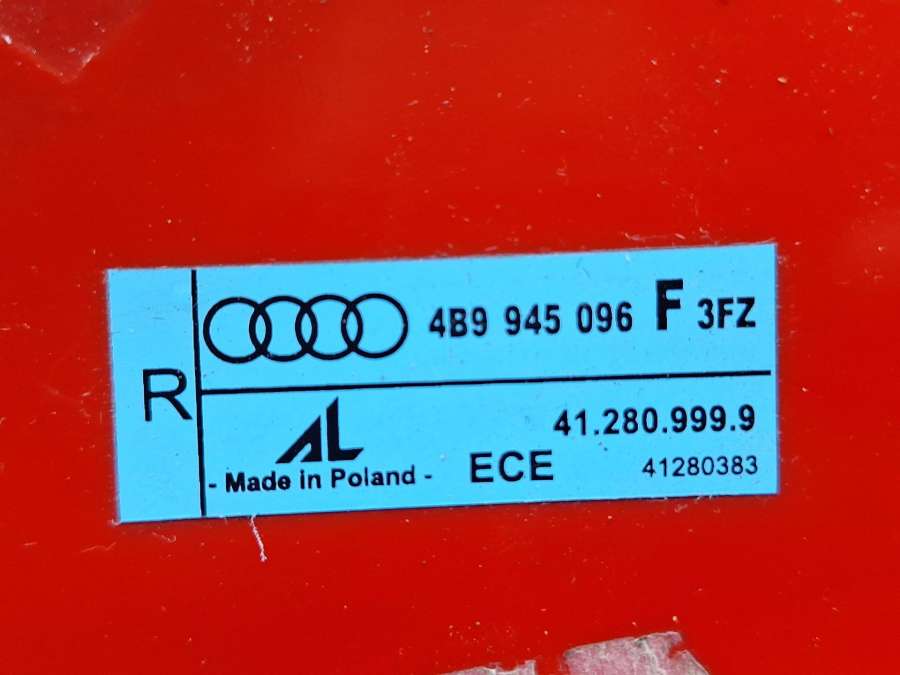 R
4B9 945 096 F 3FZ
AL
41.280.999.9
- Made in Poland - ECE 41280383